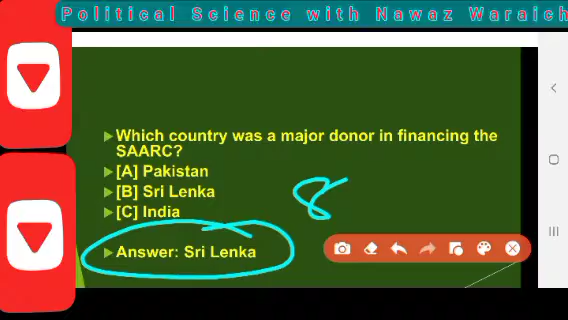 Political Science with Nawaz Waraich
Which country was a major donor in financing the
SAARC?
[A] Pakistan
[B] Sri Lenka
[C] India
8
Answer: Sri Lenka